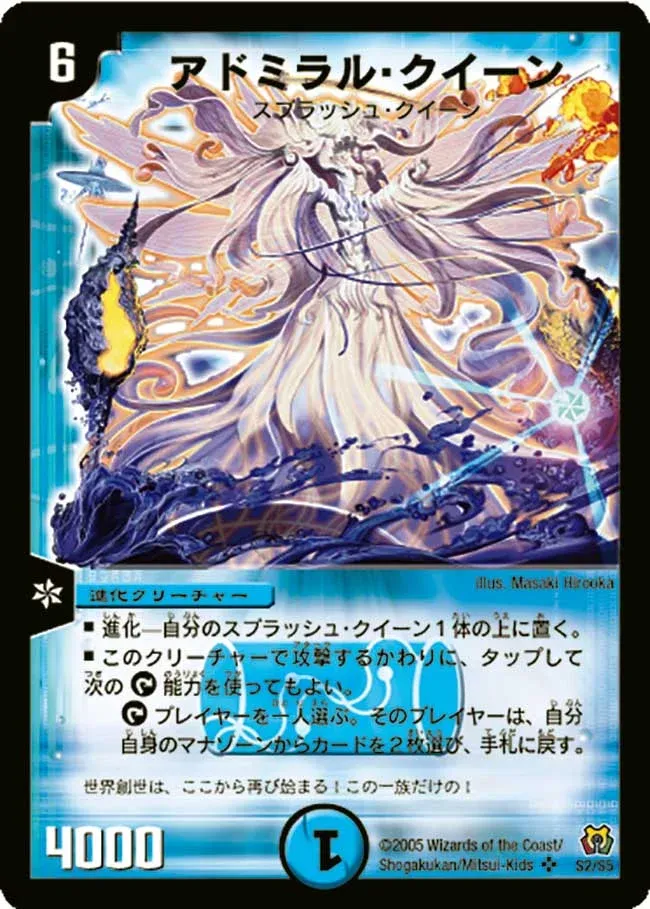 6
アドミラル・クイーン
スプラッシュ・クイーン
illus. Masaki Hirooka
進化クリーチャー
■ 進化―自分のスプラッシュ・クイーン1体の上に置く。
■ このクリーチャーで攻撃するかわりに、タップして
次の 能力を使ってもよい。
プレイヤーを一人選ぶ。そのプレイヤーは、自分
自身のマナゾーンからカードを2枚選び、手札に戻す。
世界創世は、ここから再び始まる!この一族だけの!
4000
1
©2005 Wizards of the Coast/
Shogakukan/Mitsui-Kids
S2/S5